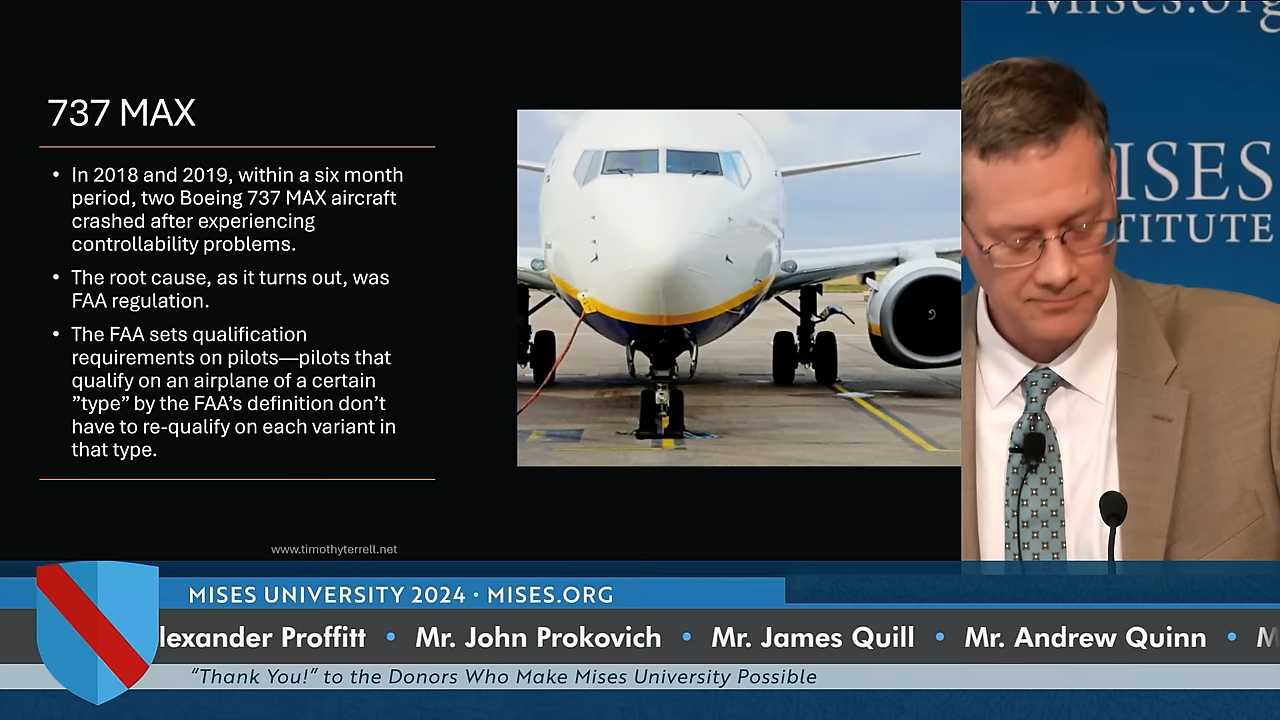 737 MAX
• In 2018 and 2019, within a six month
period, two Boeing 737 MAX aircraft
crashed after experiencing
controllability problems.
• The root cause, as it turns out, was
FAA regulation.
• The FAA sets qualification
requirements on pilots—pilots that
qualify on an airplane of a certain
”type” by the FAA’s definition don’t
have to re-qualify on each variant in
that type.
www.timothyterrell.net
Mises.org
ISES
TITUTE
MISES UNIVERSITY 2024 • MISES.ORG
lexander Proffitt • Mr. John Prokovich • Mr. James Quill • Mr. Andrew Quinn • M
“Thank You!” to the Donors Who Make Mises University Possible